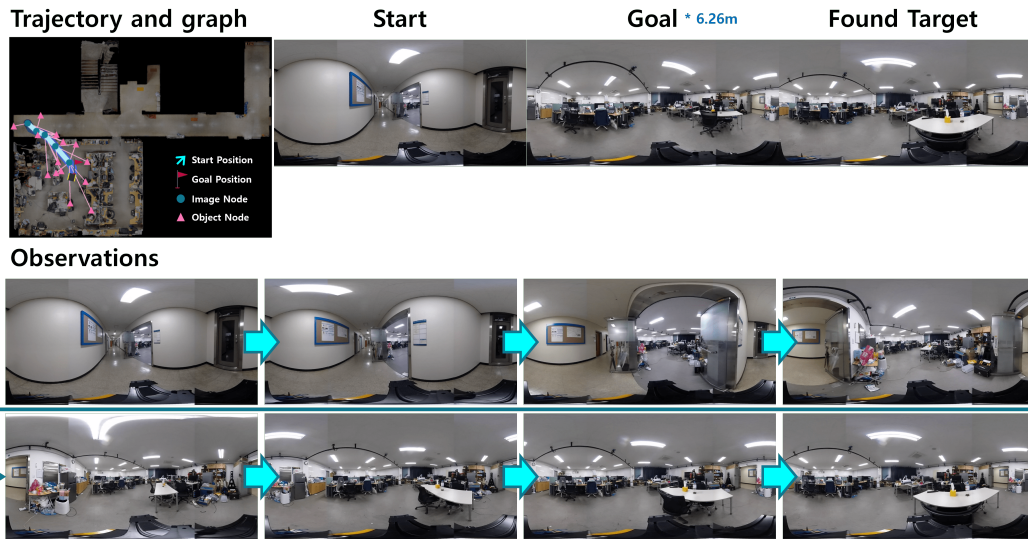 Trajectory and graph
Start
Goal * 6.26m
Found Target
Start Position
Goal Position
Image Node
Object Node
Observations